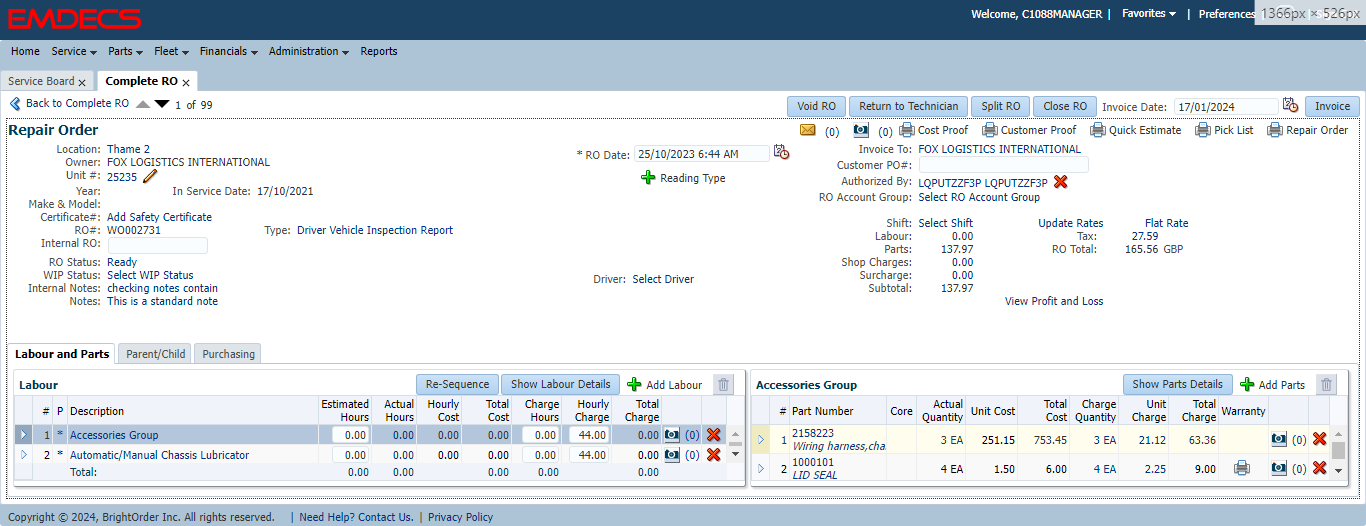 EMDECS
Welcome, C1088MANAGER | Favorites | Preferences
1366px × 526px
Home Service Parts Fleet Financials Administration Reports
Service Board × Complete RO ×
Back to Complete RO 1 of 99 Void RO Return to Technician Split RO Close RO Invoice Date: 17/01/2024 Invoice
Repair Order (0) (0) Cost Proof Customer Proof Quick Estimate Pick List Repair Order
Location: Thame 2 * RO Date: 25/10/2023 6:44 AM Invoice To: FOX LOGISTICS INTERNATIONAL
Owner: FOX LOGISTICS INTERNATIONAL Customer PO#:
Unit #: 25235 Reading Type Authorized By: LQPUTZZF3P LQPUTZZF3P
Year: In Service Date: 17/10/2021 RO Account Group: Select RO Account Group
Make & Model:
Certificate#: Add Safety Certificate Shift: Select Shift Update Rates Flat Rate
RO#: WO002731 Type: Driver Vehicle Inspection Report Labour: 0.00 Tax: 27.59
Internal RO: Parts: 137.97 RO Total: 165.56 GBP
RO Status: Ready Shop Charges: 0.00
WIP Status: Select WIP Status Driver: Select Driver Surcharge: 0.00
Internal Notes: checking notes contain Subtotal: 137.97
Notes: This is a standard note View Profit and Loss
Labour and Parts Parent/Child Purchasing
Labour Re-Sequence Show Labour Details Add Labour
# P Description Estimated Hours Actual Hours Hourly Cost Total Cost Charge Hours Hourly Charge Total Charge
1 * Accessories Group 0.00 0.00 0.00 0.00 0.00 44.00 0.00 (0)
2 * Automatic/Manual Chassis Lubricator 0.00 0.00 0.00 0.00 0.00 44.00 0.00 (0)
Total: 0.00 0.00 0.00 0.00 0.00
Accessories Group Show Parts Details Add Parts
# Part Number Core Actual Quantity Unit Cost Total Cost Charge Quantity Unit Charge Total Charge Warranty
1 2158223 3 EA 251.15 753.45 3 EA 21.12 63.36 (0)
Wiring harness,cha
2 1000101 4 EA 1.50 6.00 4 EA 2.25 9.00 (0)
LID SEAL
Copyright © 2024, BrightOrder Inc. All rights reserved. | Need Help? Contact Us. | Privacy Policy